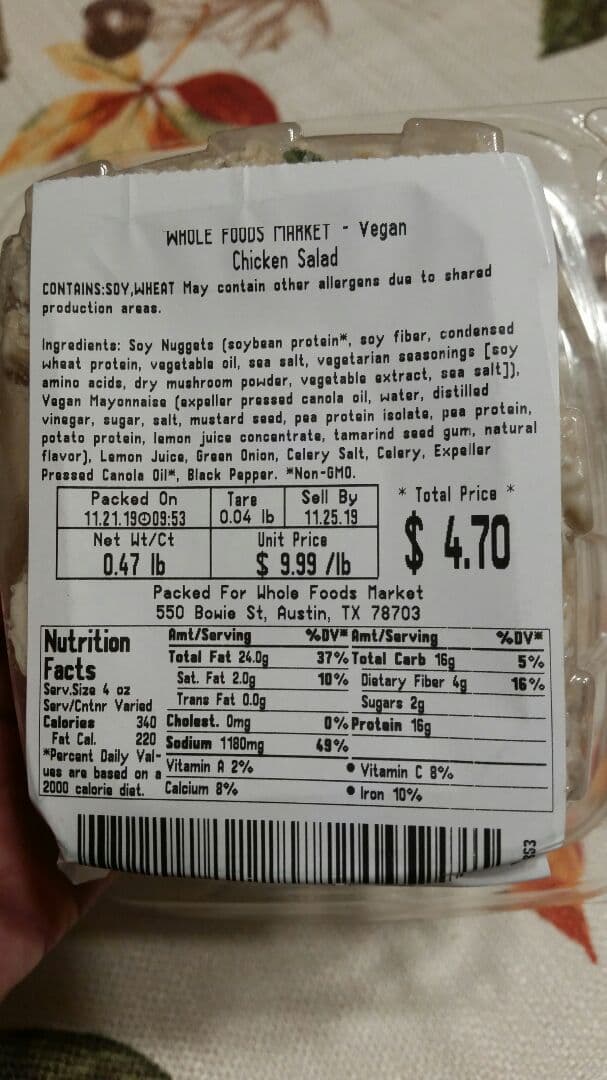 WHOLE FOODS MARKET - Vegan
Chicken Salad
CONTAINS:SOY,WHEAT May contain other allergens due to shared
production areas.
Ingredients: Soy Nuggets (soybean protein*, soy fiber, condensed
wheat protein, vegetable oil, sea salt, vegetarian seasonings [soy
amino acids, dry mushroom powder, vegetable extract, sea salt]),
Vegan Mayonnaise (expeller pressed canola oil, water, distilled
vinegar, sugar, salt, mustard seed, pea protein isolate, pea protein,
potato protein, lemon juice concentrate, tamarind seed gum, natural
flavor), Lemon Juice, Green Onion, Celery Salt, Celery, Expeller
Pressed Canola Oil*, Black Pepper. *Non-GMO.
Packed On Tare Sell By * Total Price *
11.21.19 09:53 0.04 lb 11.25.19
Net Wt/Ct Unit Price $ 4.70
0.47 lb $ 9.99 /lb
Packed For Whole Foods Market
550 Bowie St, Austin, TX 78703
Nutrition Amt/Serving %DV* Amt/Serving %DV*
Facts Total Fat 24.0g 37% Total Carb 16g 5%
Serv.Size 4 oz Sat. Fat 2.0g 10% Dietary Fiber 4g 16%
Serv/Cntnr Varied Trans Fat 0.0g Sugars 2g
Calories 340 Cholest. 0mg 0% Protein 16g
Fat Cal. 220 Sodium 1180mg 49%
*Percent Daily Val- Vitamin A 2% • Vitamin C 8%
ues are based on a
2000 calorie diet. Calcium 8% • Iron 10%